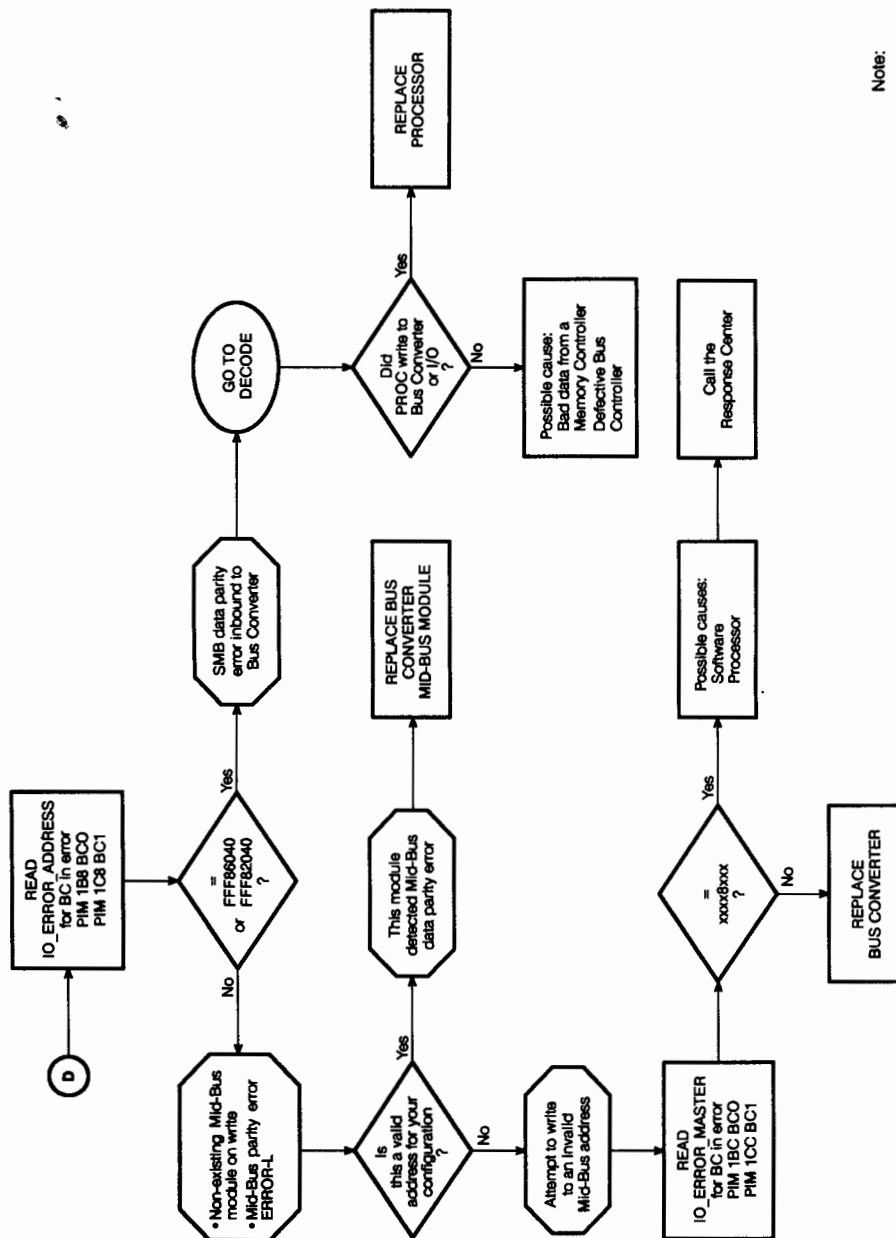 D
READ
IO_ERROR_ADDRESS
for BC in error
PIM 1B8 BCO
PIM 1C8 BC1
=
FFF86040
or FFF82040
?
Yes
No
SMB data parity
error inbound to
Bus Converter
GO TO
DECODE
Did
PROC write to
Bus Converter
or I/O
?
Yes
No
REPLACE
PROCESSOR
Possible cause:
Bad data from a
Memory Controller
Defective Bus
Controller
• Non-existing Mid-Bus
module on write
• Mid-Bus parity error
ERROR-L
Is
this a valid
address for your
configuration
?
Yes
No
This module
detected Mid-Bus
data parity error
REPLACE BUS
CONVERTER
MID-BUS MODULE
Attempt to write
to an invalid
Mid-Bus address
READ
IO_ERROR_MASTER
for BC in error
PIM 1BC BCO
PIM 1CC BC1
=
xxxx8xxx
?
Yes
No
Possible causes:
Software
Processor
Call the
Response Center
REPLACE
BUS CONVERTER
Note: